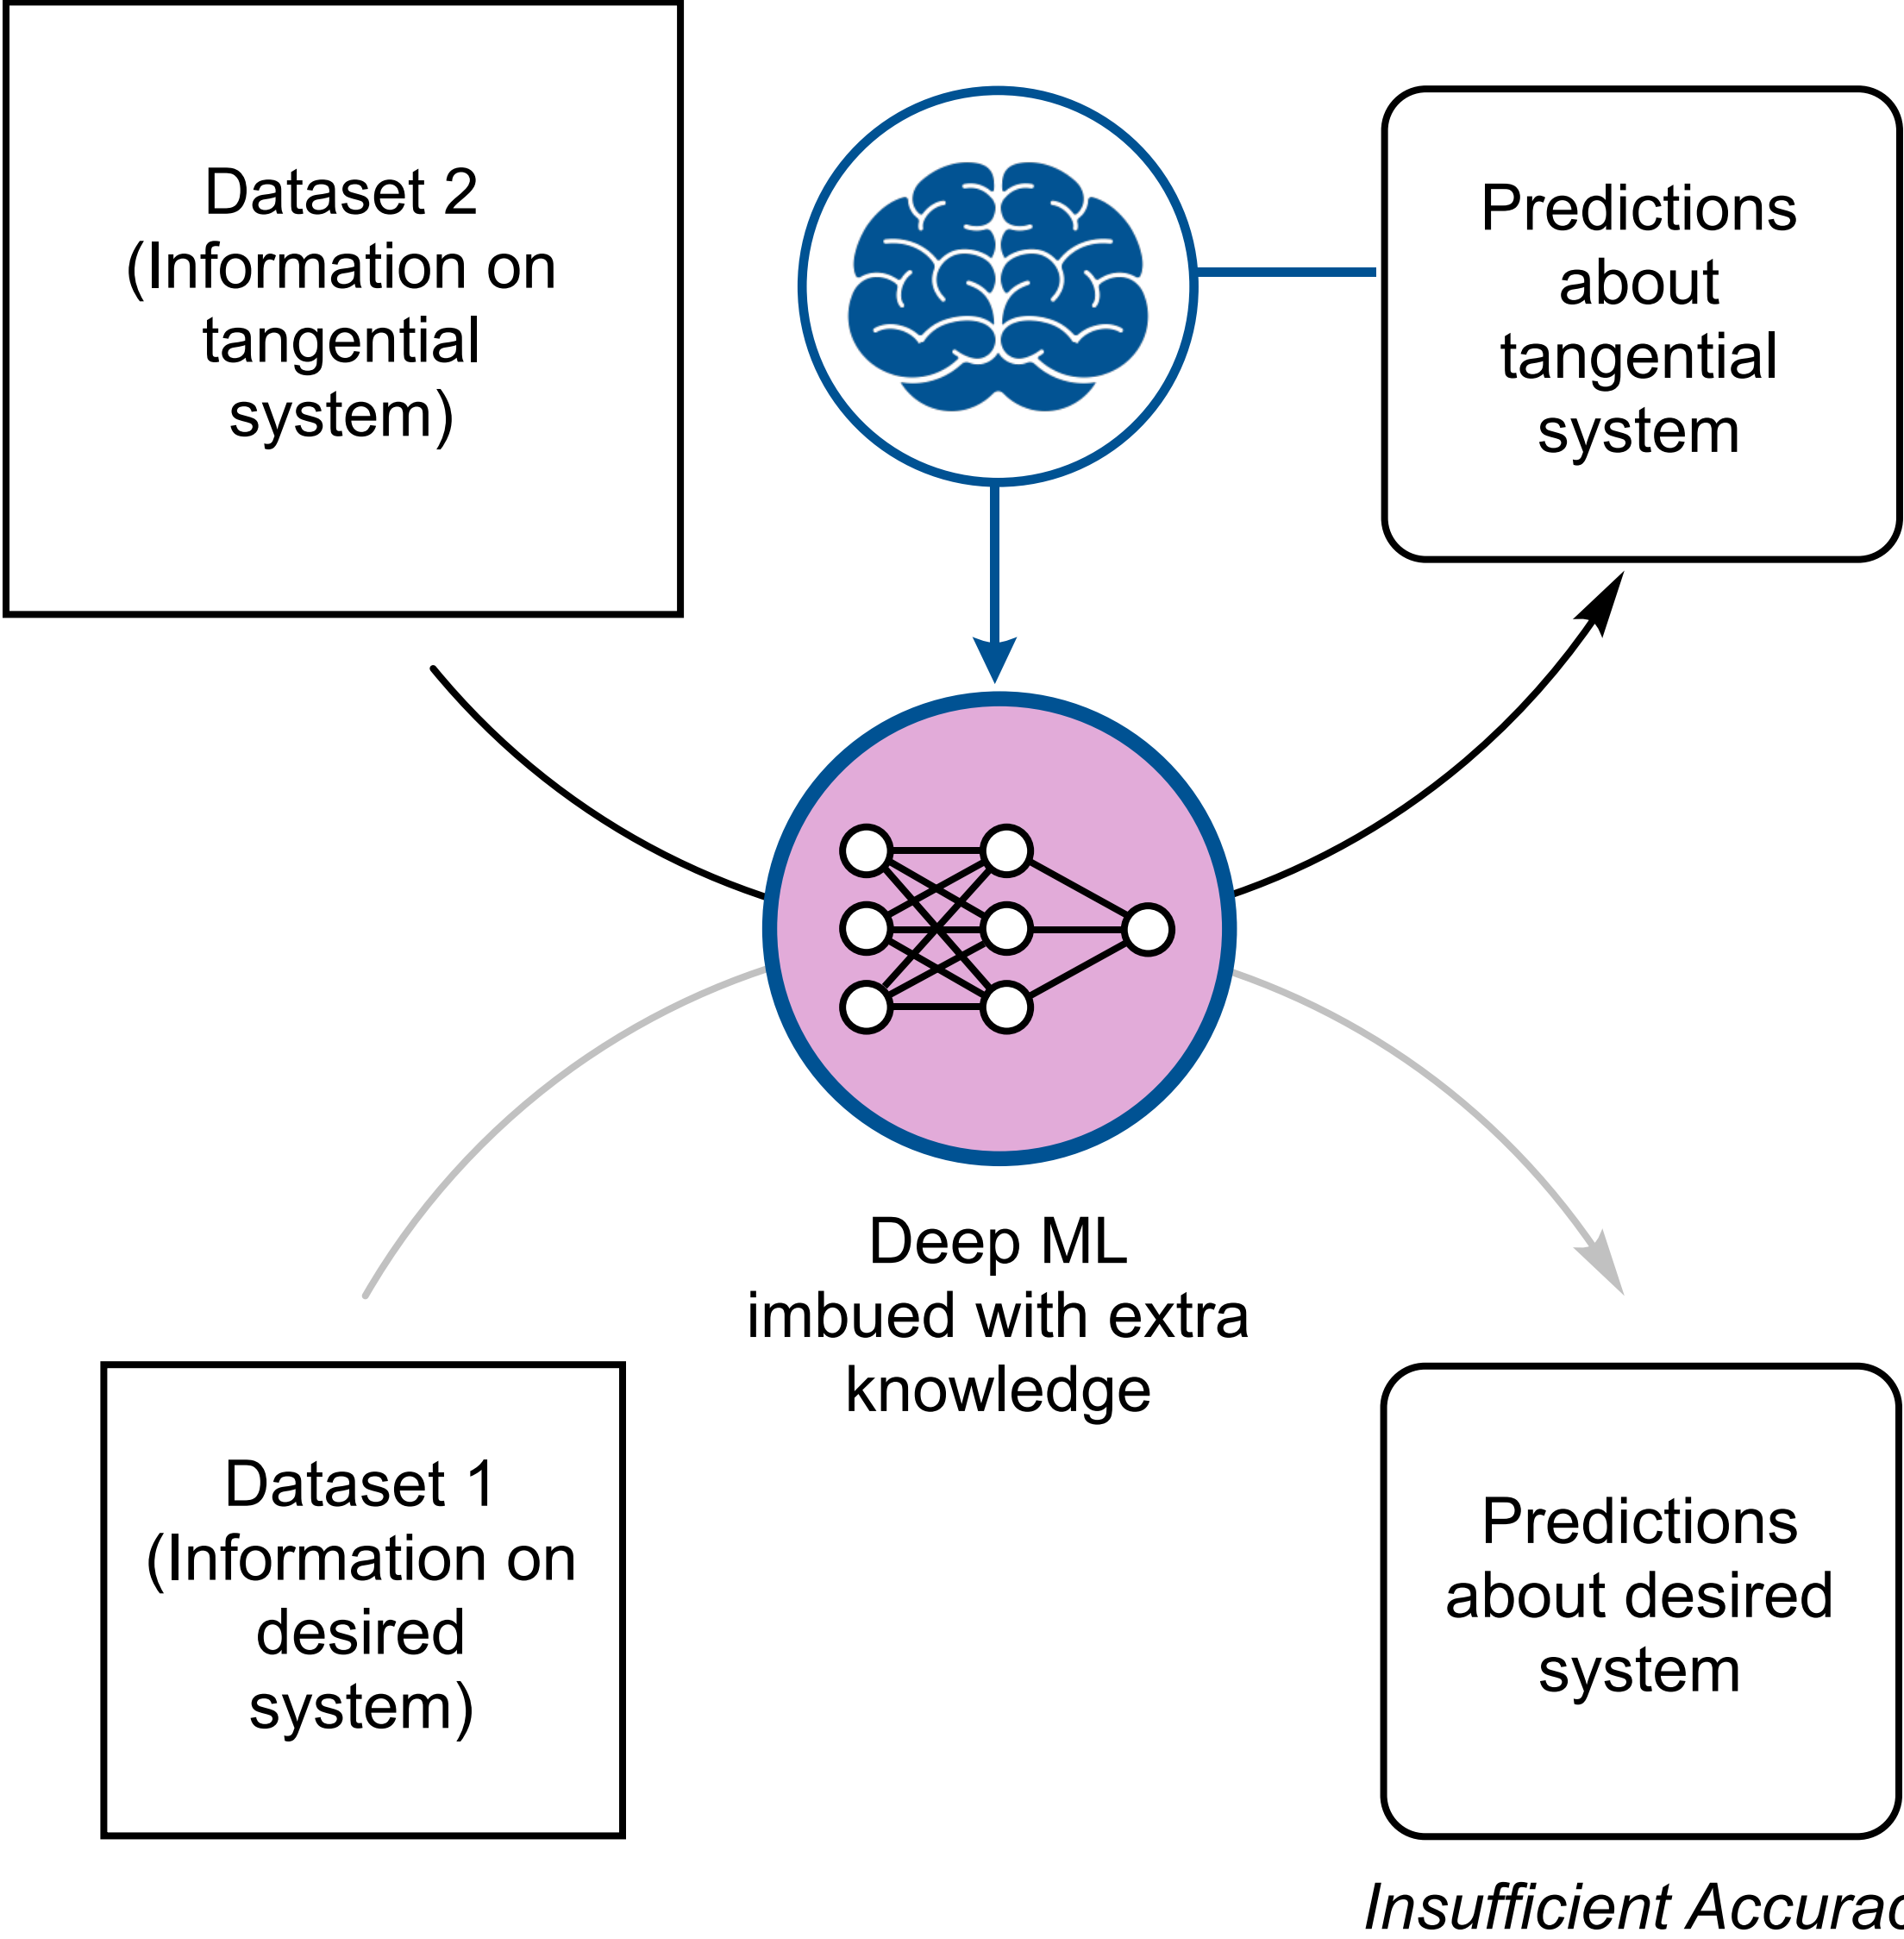 Dataset 2
(Information on
tangential
system)
Predictions
about
tangential
system
Deep ML
imbued with extra
knowledge
Dataset 1
(Information on
desired
system)
Predictions
about desired
system
Insufficient Accurac